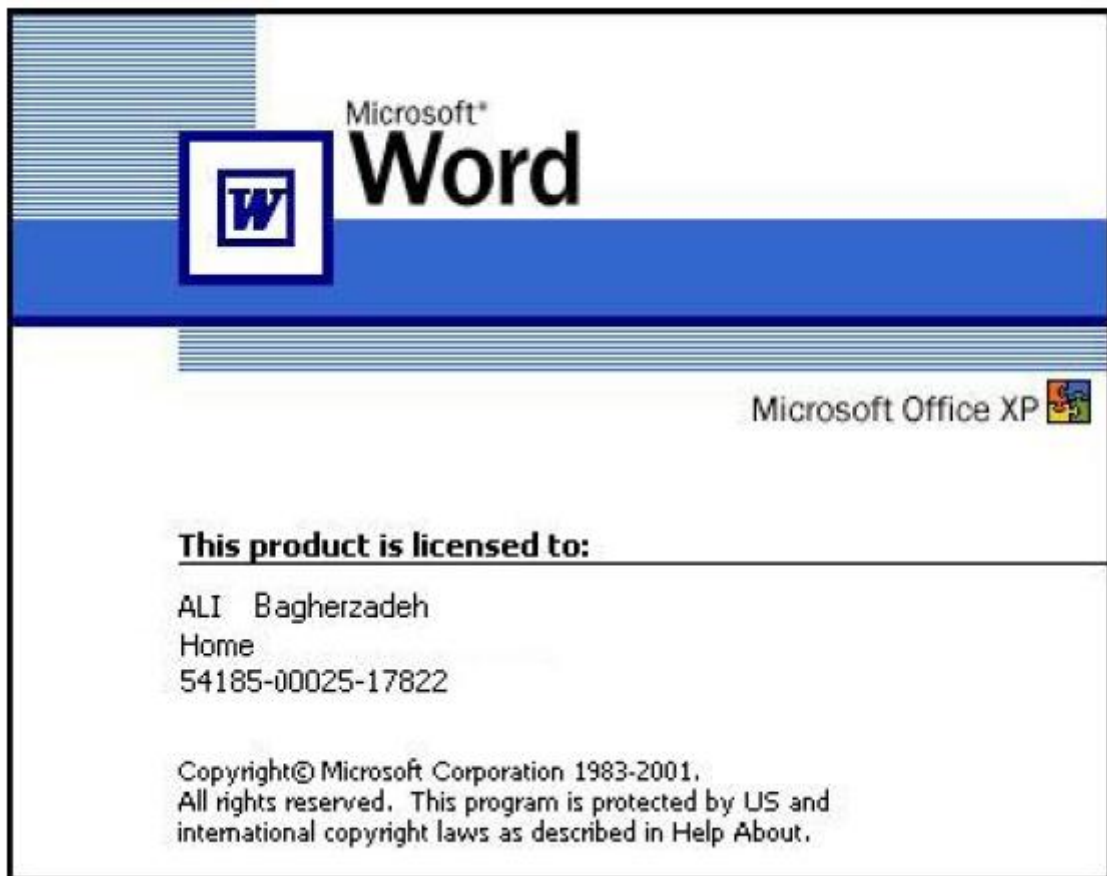 Microsoft®
Word
W
Microsoft Office XP
This product is licensed to:
ALI Bagherzadeh
Home
54185-00025-17822
Copyright© Microsoft Corporation 1983-2001.
All rights reserved. This program is protected by US and
international copyright laws as described in Help About.